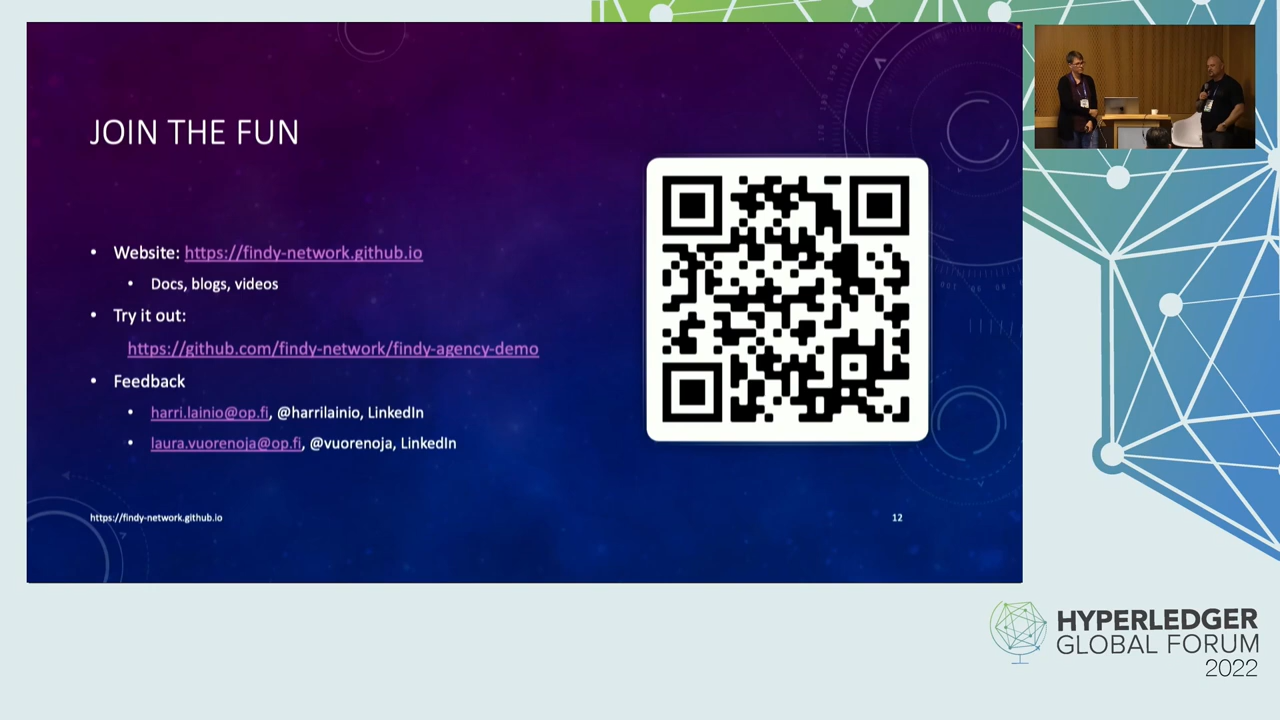 JOIN THE FUN
• Website: https://findy-network.github.io
• Docs, blogs, videos
• Try it out:
https://github.com/findy-network/findy-agency-demo
• Feedback
• harri.lainio@op.fi, @harrilainio, LinkedIn
• laura.vuorenoja@op.fi, @vuorenoja, LinkedIn
https://findy-network.github.io
12
HYPERLEDGER
GLOBAL FORUM
2022